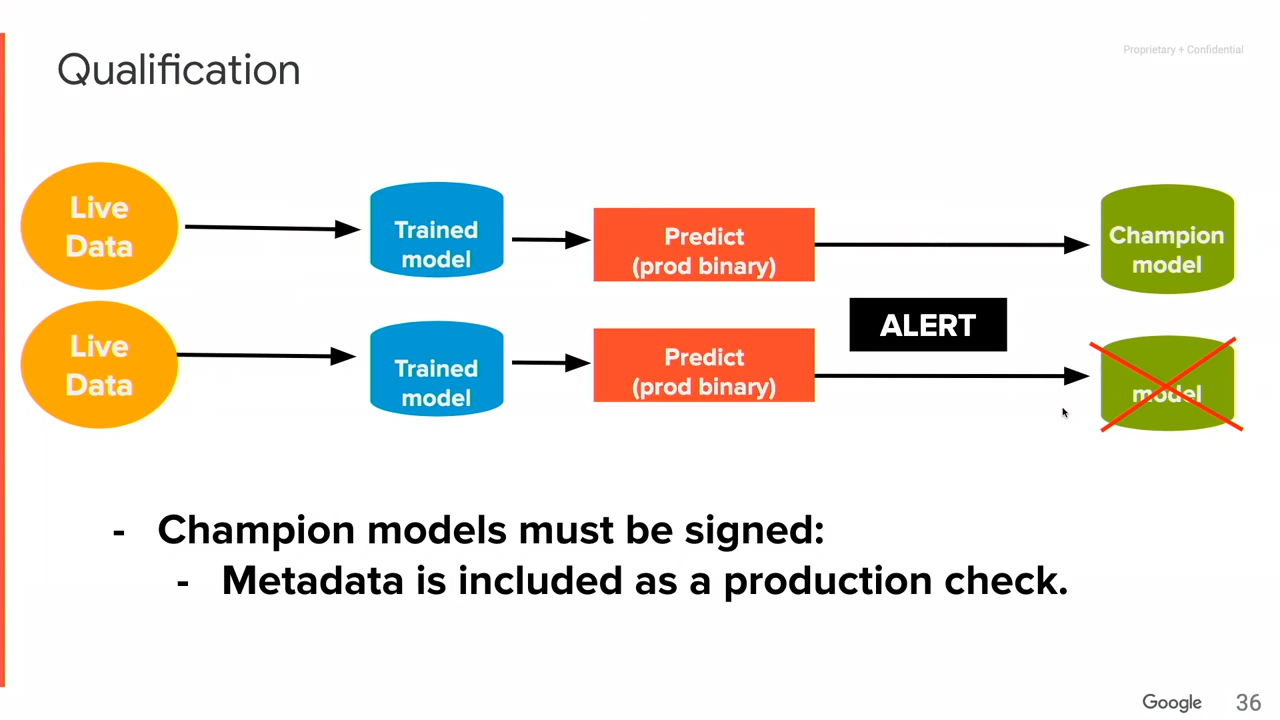 Qualification
Proprietary + Confidential
Live
Data
Trained
model
Predict
(prod binary)
Champion
model
Live
Data
Trained
model
Predict
(prod binary)
ALERT
model
- Champion models must be signed:
- Metadata is included as a production check.
Google
36